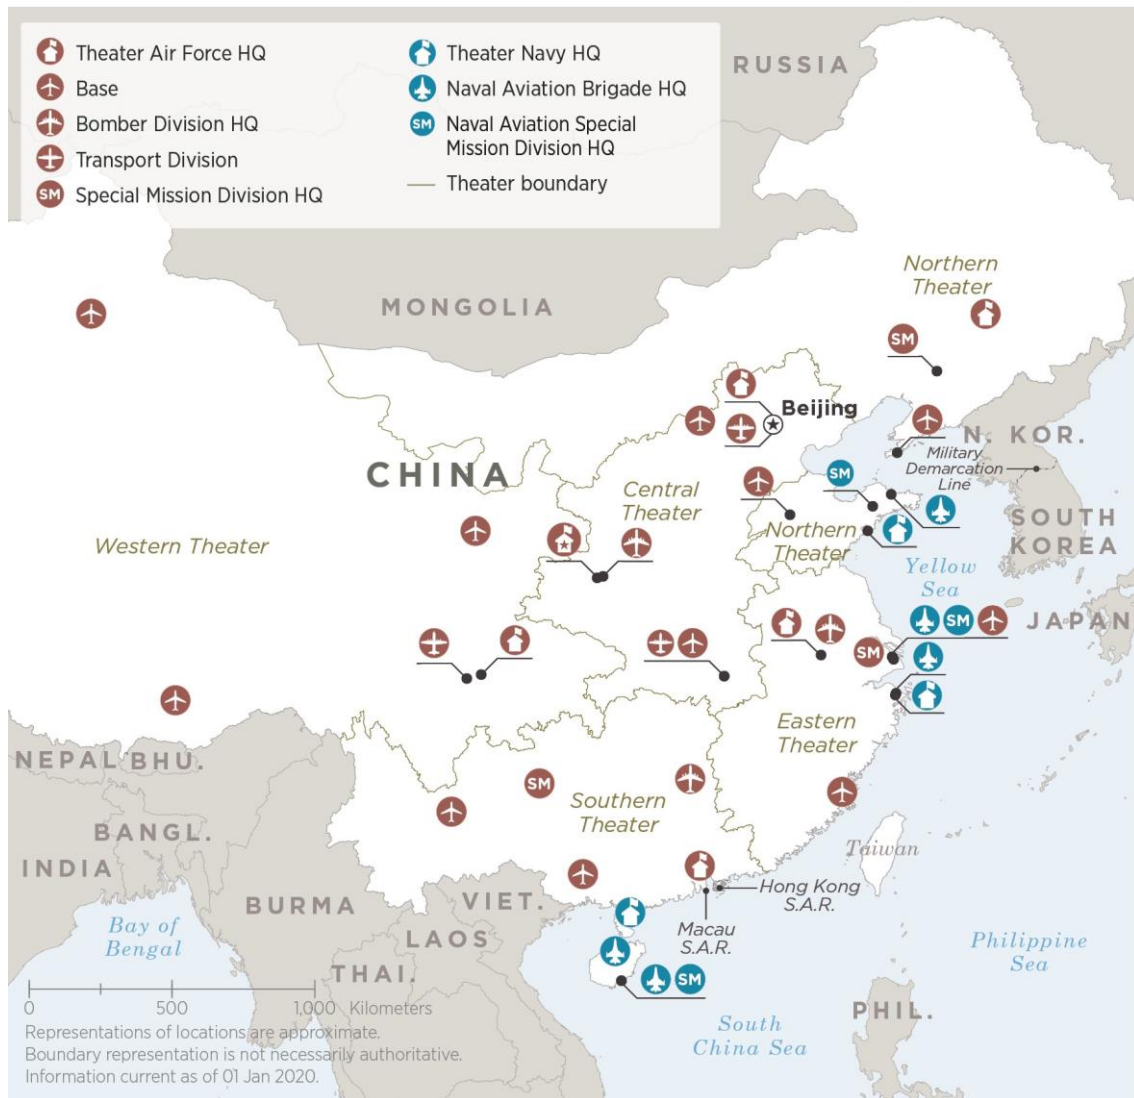 Theater Air Force HQ
Base
Bomber Division HQ
Transport Division
SM
Special Mission Division HQ
Theater Navy HQ
Naval Aviation Brigade HQ
SM
Naval Aviation Special
Mission Division HQ
Theater boundary
RUSSIA
MONGOLIA
Northern
Theater
SM
Beijing
N. KOR.
Military
Demarcation
Line
CHINA
Central
Theater
SM
SOUTH
KOREA
Western Theater
Northern
Theater
Yellow
Sea
SM
JAPAN
SM
Eastern
Theater
NEPAL
BHU.
SM
Southern
Theater
BANGL.
INDIA
Taiwan
BURMA
VIET.
Hong Kong
S.A.R.
Macau
S.A.R.
Bay of
Bengal
LAOS
Philippine
Sea
THAI.
SM
PHIL.
South
China Sea
0 500 1,000 Kilometers
Representations of locations are approximate.
Boundary representation is not necessarily authoritative.
Information current as of 01 Jan 2020.